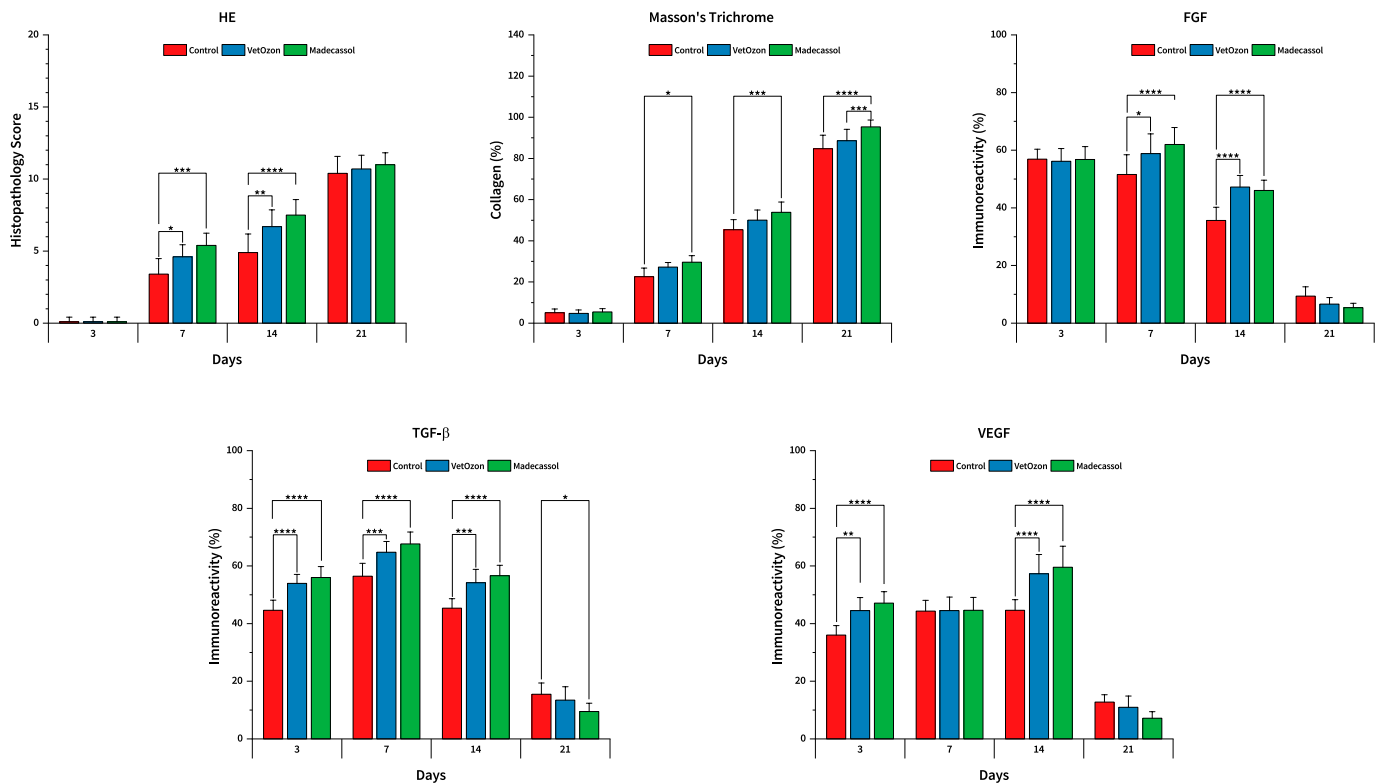 HE
Control VetOzon Madecassol
Histopathology Score
20
15
10
5
0
*
***
**
****
3 7 14 21
Days
Masson's Trichrome
Control VetOzon Madecassol
Collagen (%)
140
120
100
80
60
40
20
0
*
***
****
***
3 7 14 21
Days
FGF
Control VetOzon Madecassol
Immunoreactivity (%)
100
80
60
40
20
0
****
*
****
****
3 7 14 21
Days
TGF-β
Control VetOzon Madecassol
Immunoreactivity (%)
100
80
60
40
20
0
**** **** **** *
**** *** ***
3 7 14 21
Days
VEGF
Control VetOzon Madecassol
Immunoreactivity (%)
100
80
60
40
20
0
**** ****
** ****
3 7 14 21
Days